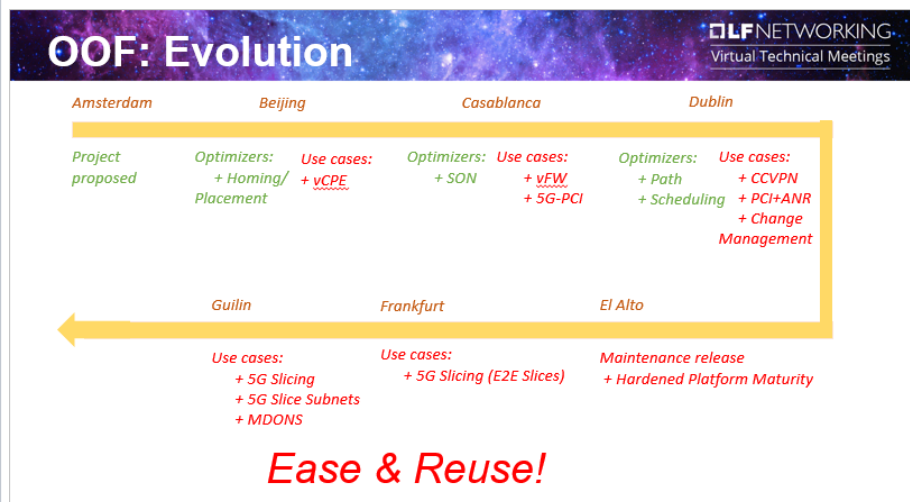 OOF: Evolution
LFNETWORKING
Virtual Technical Meetings
Amsterdam
Beijing
Casablanca
Dublin
Project
proposed
Optimizers:
+ Homing/
Placement
Use cases:
+ vCPE
Optimizers:
+ SON
Use cases:
+ vFW
+ 5G-PCI
Optimizers:
+ Path
+ Scheduling
Use cases:
+ CCVPN
+ PCI+ANR
+ Change
Management
Guilin
Frankfurt
El Alto
Use cases:
+ 5G Slicing
+ 5G Slice Subnets
+ MDONS
Use cases:
+ 5G Slicing (E2E Slices)
Maintenance release
+ Hardened Platform Maturity
Ease & Reuse!